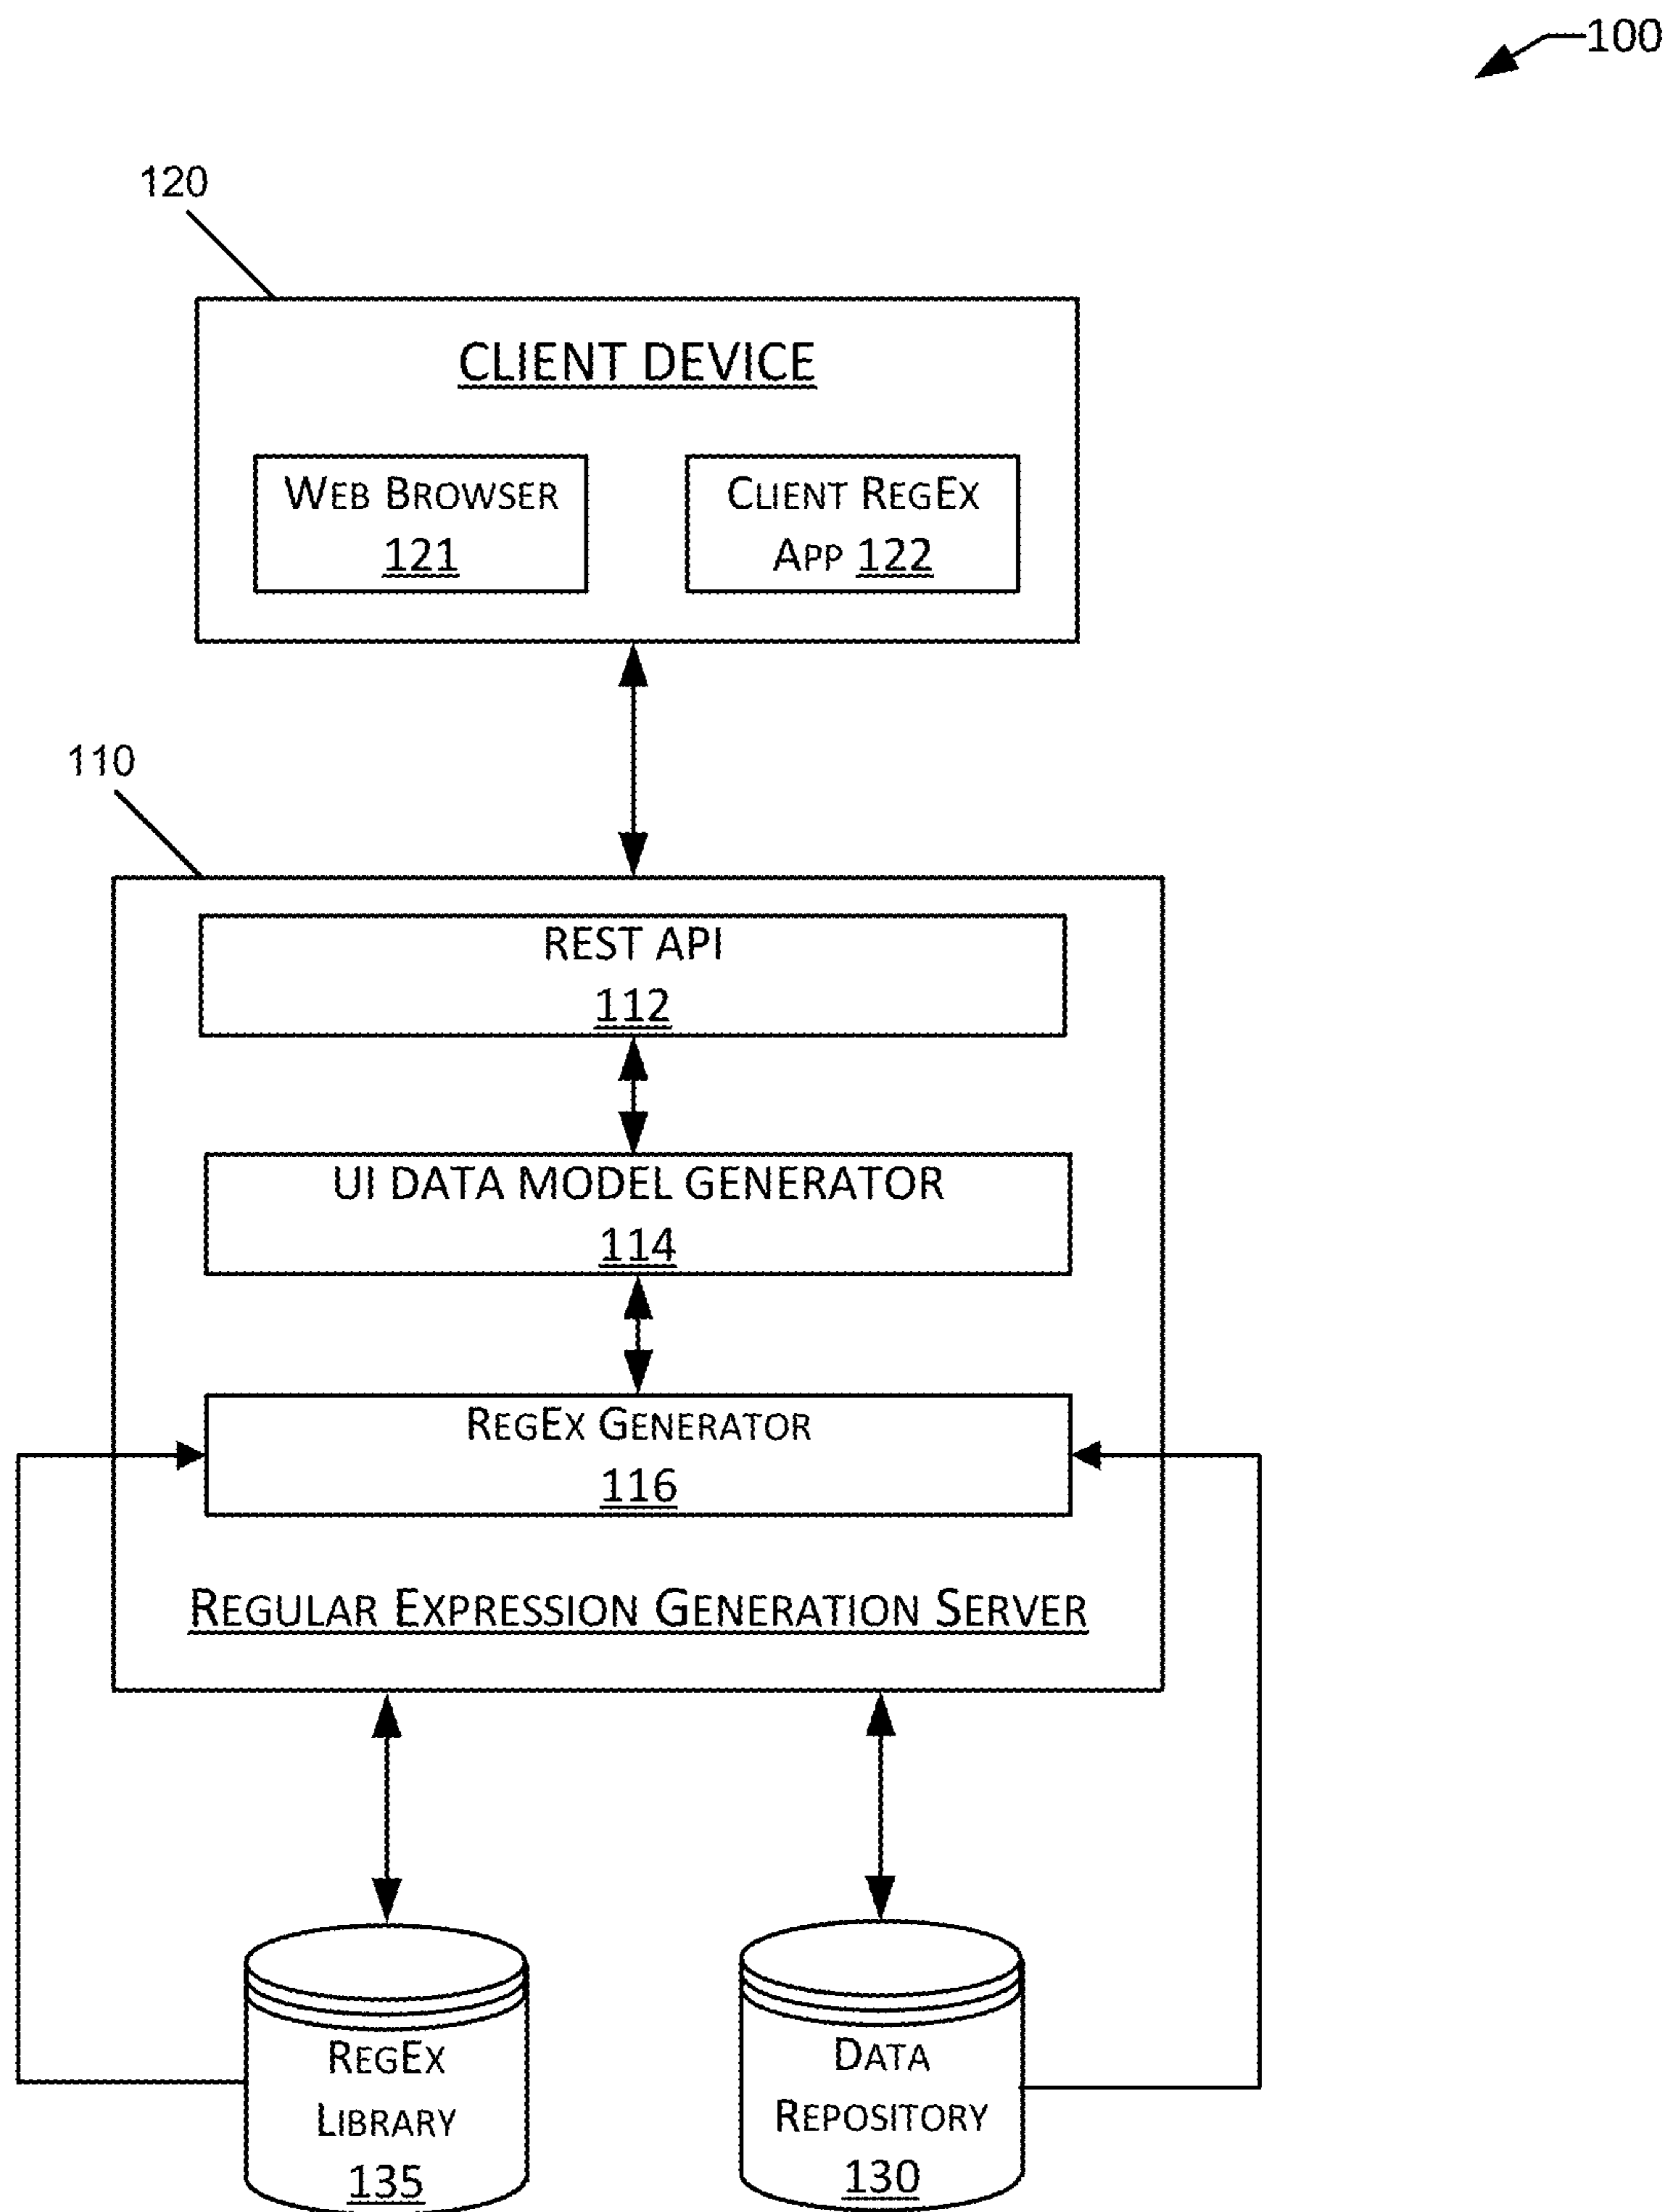 100
120
CLIENT DEVICE
WEB BROWSER
121
CLIENT REGEX
APP 122
110
REST API
112
UI DATA MODEL GENERATOR
114
REGEX GENERATOR
116
REGULAR EXPRESSION GENERATION SERVER
REGEX
LIBRARY
135
DATA
REPOSITORY
130